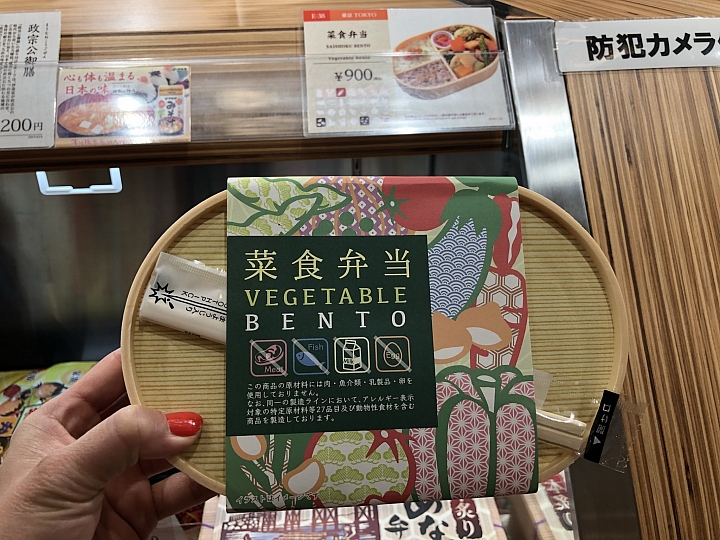 政宗公御膳
200円
心も体も温まる
日本の味
E-38 東京 TOKYO
菜食弁当
SAISHOKU BENTO
Vegetable bento
¥900
防犯カメラ
菜食弁当
VEGETABLE
BENTO
Meat
Fish
Egg
この商品の原材料には肉・魚介類・乳製品・卵を
使用しておりません。
なお、同一の製造ラインにおいて、アレルギー表示
対象の特定原材料等27品目及び動物性食材を含む
商品を製造しております。
開け口
炙り
弁